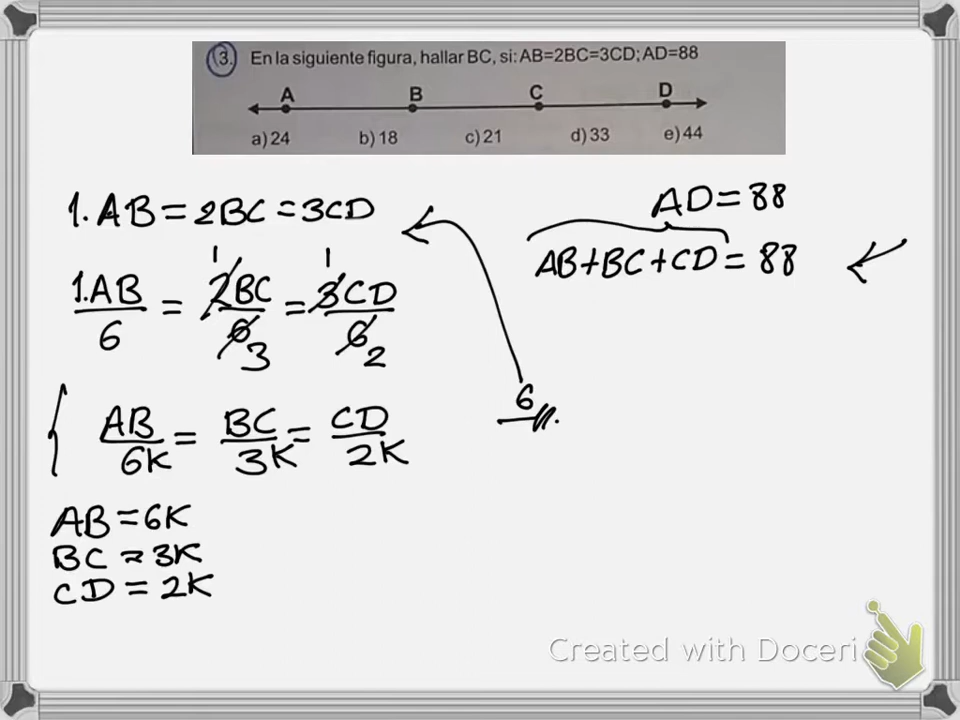 3. En la siguiente figura, hallar BC, si: AB=2BC=3CD; AD=88
A B C D
a) 24 b) 18 c) 21 d) 33 e) 44
1. AB = 2BC = 3CD
1.AB/6 = 2BC/6 = 3CD/6
1 1
3 2
AB/6K = BC/3K = CD/2K
AB = 6K
BC = 3K
CD = 2K
AD = 88
AB + BC + CD = 88
6
Created with Doceri